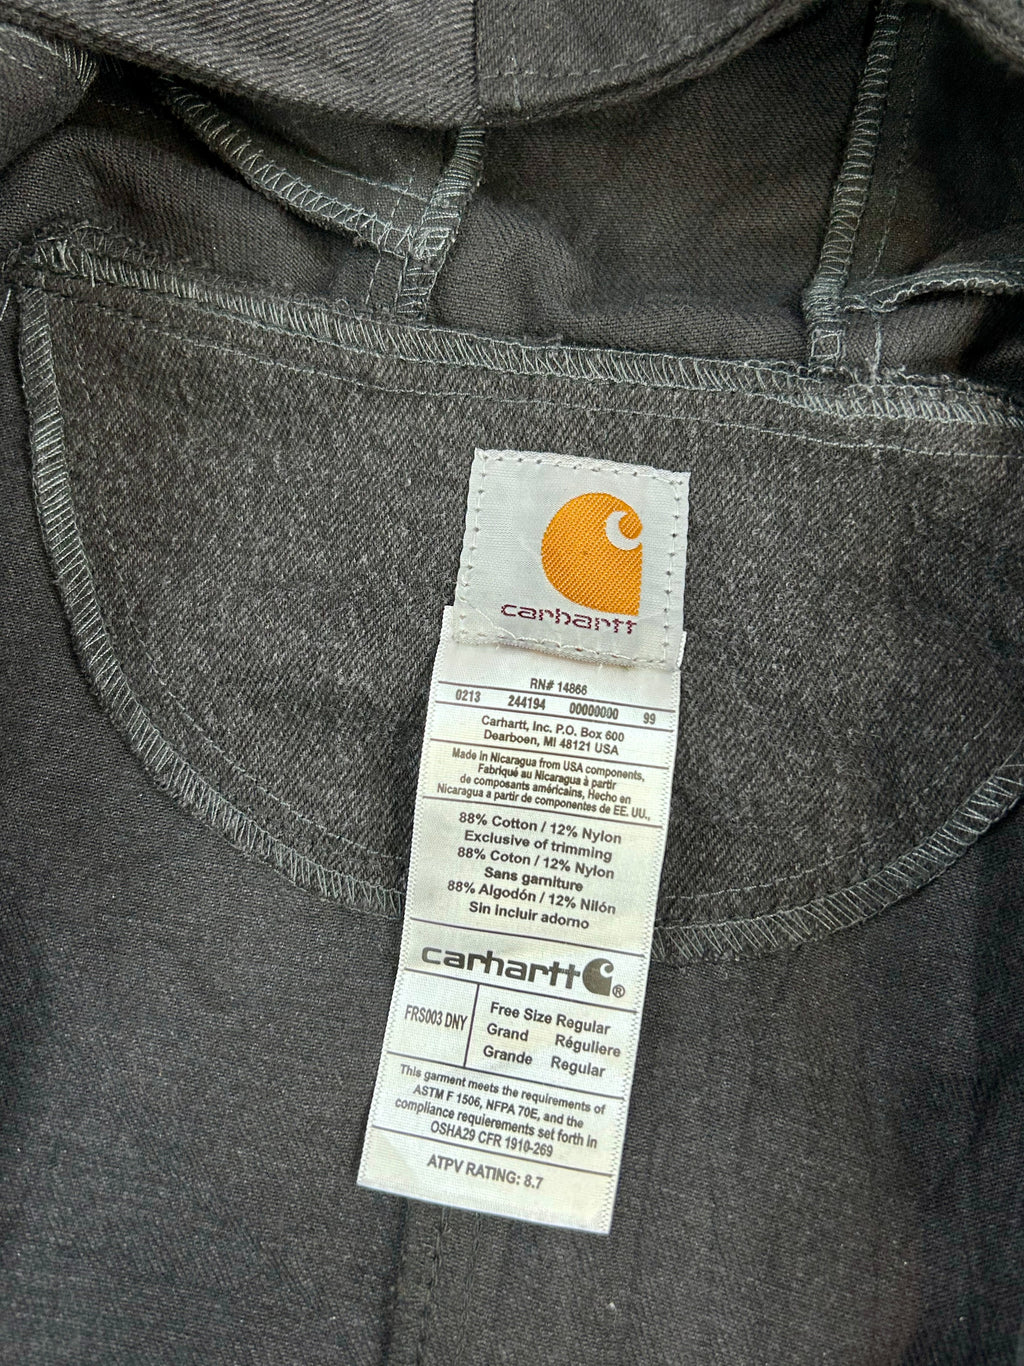 carhartt
RN# 14866
0213 244194 00000000 99
Carhartt, Inc. P.O. Box 600
Dearboen, MI 48121 USA
Made in Nicaragua from USA components,
Fabriqué au Nicaragua à partir
de composants américains, Hecho en
Nicaragua a partir de componentes de EE. UU.,
88% Cotton / 12% Nylon
Exclusive of trimming
88% Coton / 12% Nylon
Sans garniture
88% Algodón / 12% Nilón
Sin incluir adorno
carhartt ®
FRS003 DNY
Free Size Regular
Grand Réguliere
Grande Regular
This garment meets the requirements of
ASTM F 1506, NFPA 70E, and the
compliance requierements set forth in
OSHA29 CFR 1910-269
ATPV RATING: 8.7